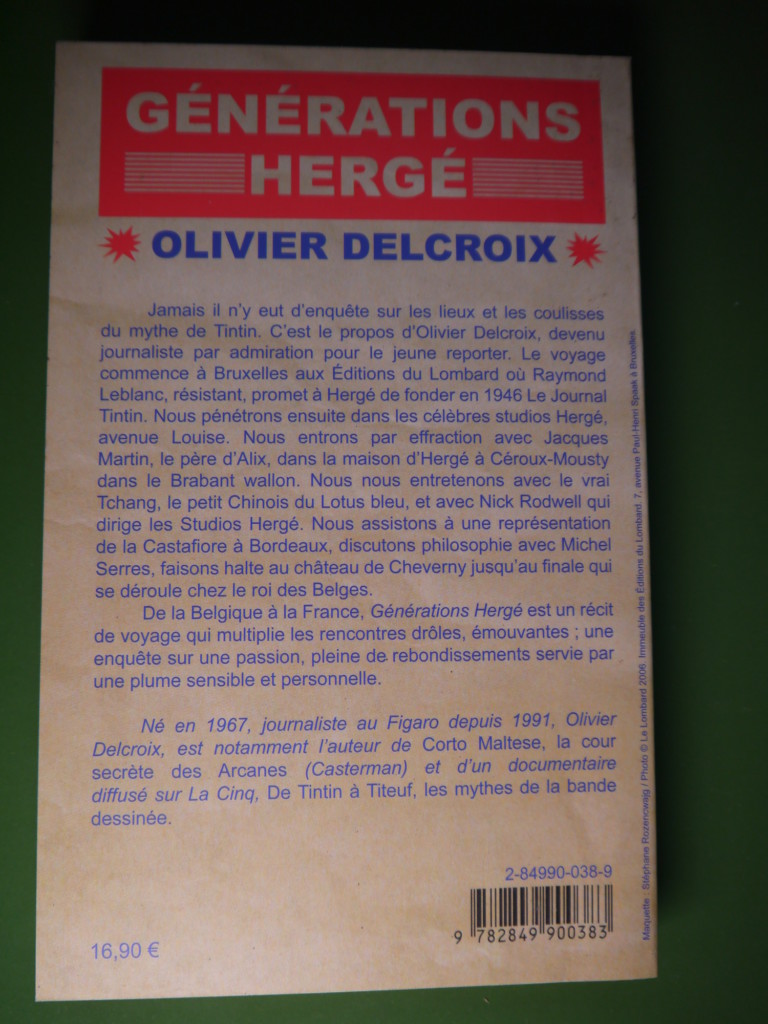 GÉNÉRATIONS
HERGÉ
OLIVIER DELCROIX
Jamais il n'y eut d'enquête sur les lieux et les coulisses
du mythe de Tintin. C'est le propos d'Olivier Delcroix, devenu
journaliste par admiration pour le jeune reporter. Le voyage
commence à Bruxelles aux Éditions du Lombard où Raymond
Leblanc, résistant, promet à Hergé de fonder en 1946 Le Journal
Tintin. Nous pénétrons ensuite dans les célèbres studios Hergé,
avenue Louise. Nous entrons par effraction avec Jacques
Martin, le père d'Alix, dans la maison d'Hergé à Céroux-Mousty
dans le Brabant wallon. Nous nous entretenons avec le vrai
Tchang, le petit Chinois du Lotus bleu, et avec Nick Rodwell qui
dirige les Studios Hergé. Nous assistons à une représentation
de la Castafiore à Bordeaux, discutons philosophie avec Michel
Serres, faisons halte au château de Cheverny jusqu'au finale qui
se déroule chez le roi des Belges.
De la Belgique à la France, Générations Hergé est un récit
de voyage qui multiplie les rencontres drôles, émouvantes ; une
enquête sur une passion, pleine de rebondissements servie par
une plume sensible et personnelle.
Né en 1967, journaliste au Figaro depuis 1991, Olivier
Delcroix, est notamment l'auteur de Corto Maltese, la cour
secrète des Arcanes (Casterman) et d'un documentaire
diffusé sur La Cinq, De Tintin à Titeuf, les mythes de la bande
dessinée.
2-84990-038-9
9 782849 900383
16,90 €
Maquette : Stéphane Rozencwajg / Photo © Le Lombard 2006 Immeuble des Éditions du Lombard. 7, avenue Paul-Henri Spaak à Bruxelles